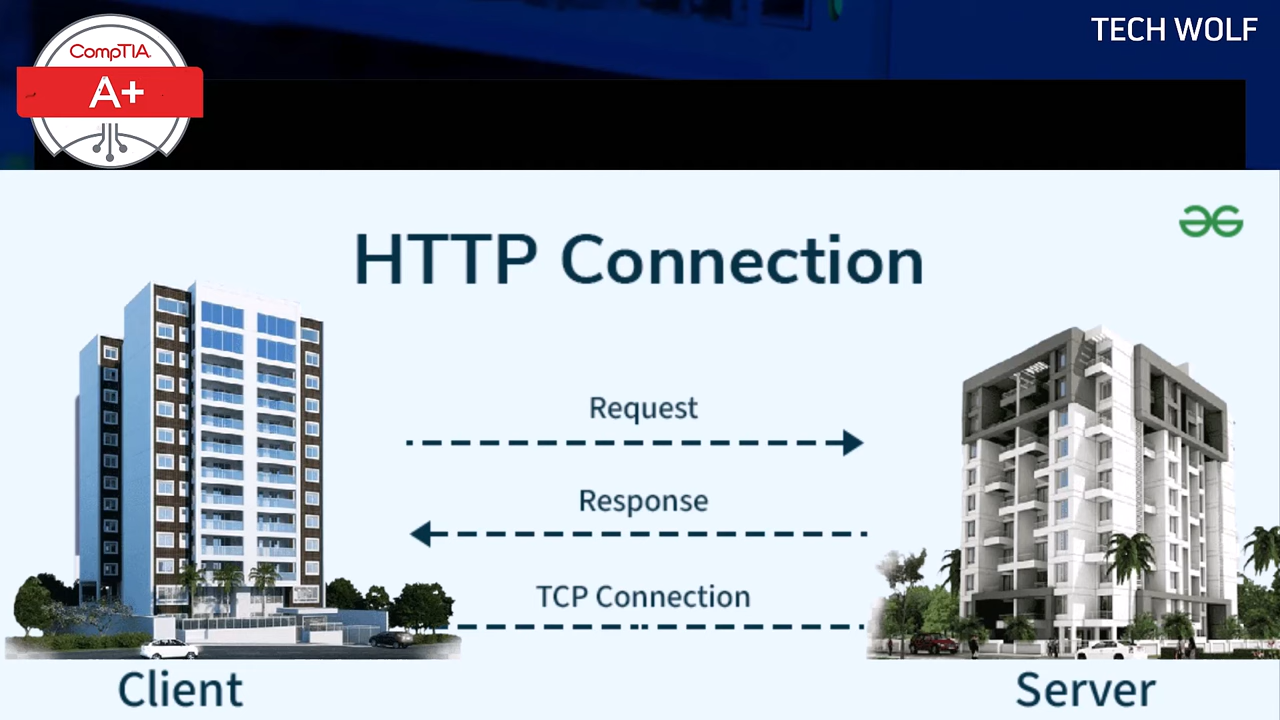 TECH WOLF
CompTIA
A+
HTTP Connection
Request
Response
TCP Connection
Client
Server